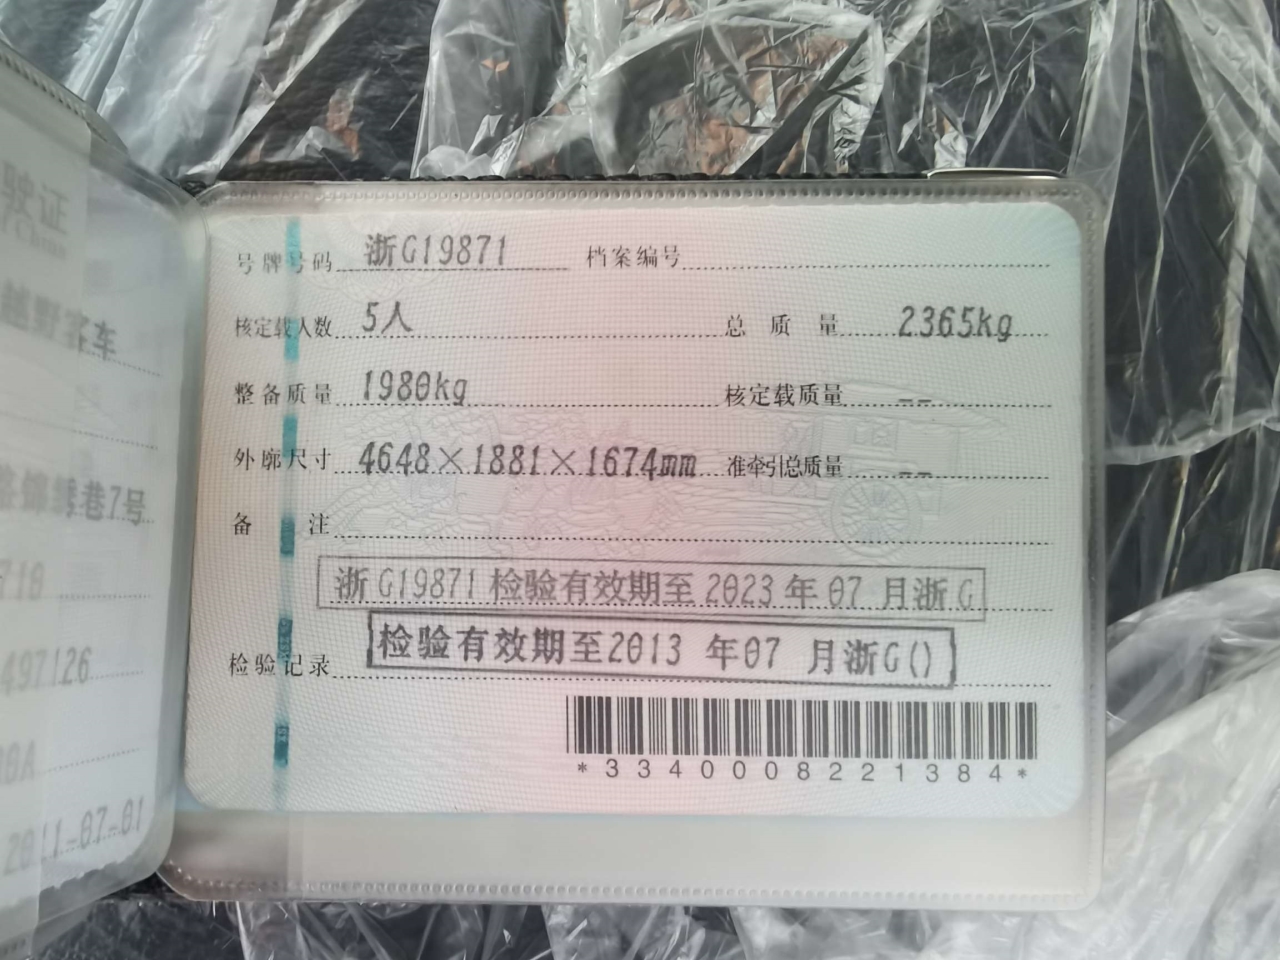 驶证
越野客车
锦绣巷7号
710
497126
2011-07-01
号牌号码 浙G19871 档案编号
核定载人数 5人 总质量 2365kg
整备质量 1980kg 核定载质量 --
外廓尺寸 4648×1881×1674mm 准牵引总质量 --
备注
浙G19871检验有效期至2023年07月浙G
检验有效期至2013年07月浙G()
检验记录
*3340008221384*